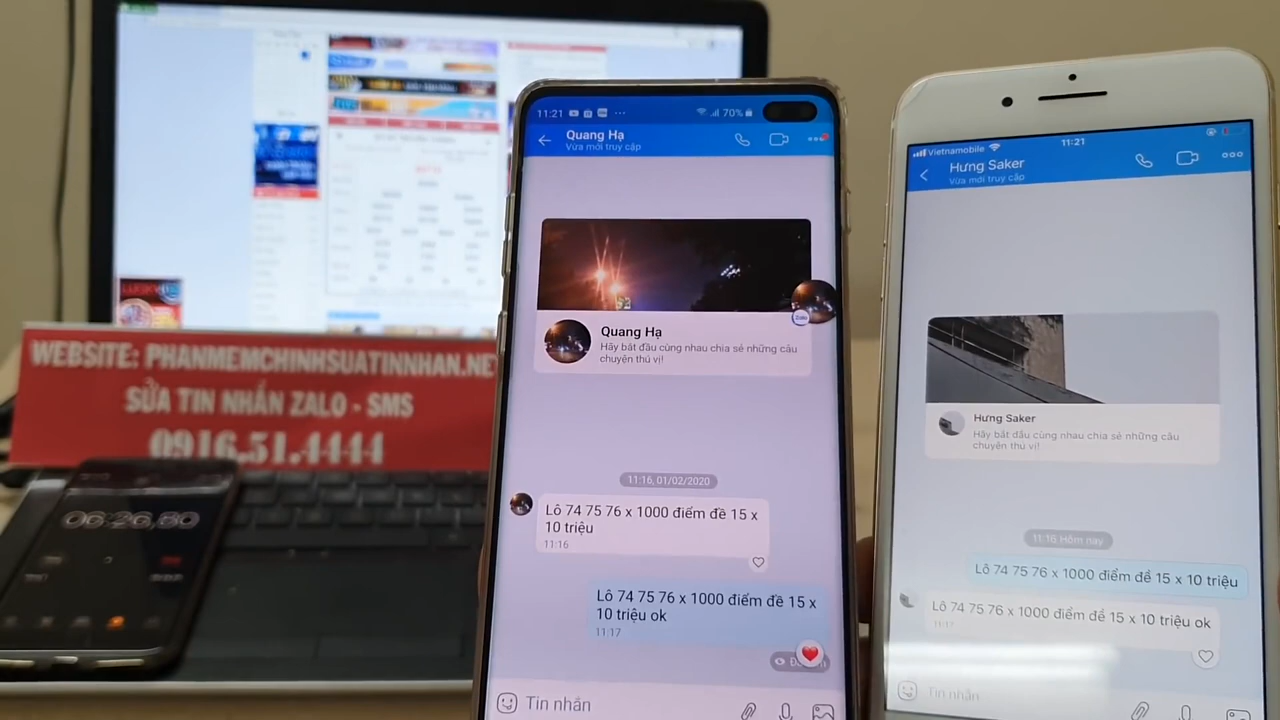 WEBSITE: PHANMEMCHINHSUATINNHAN.NE
SỬA TIN NHẮN ZALO - SMS
0916.51.4444
06:26,50
11:21
70%
Quang Hạ
Vừa mới truy cập
Quang Hạ
Hãy bắt đầu cùng nhau chia sẻ những câu
chuyện thú vị!
Zalo
11:16, 01/02/2020
Lô 74 75 76 x 1000 điểm đề 15 x
10 triệu
11:16
Lô 74 75 76 x 1000 điểm đề 15 x
10 triệu ok
11:17
Tin nhắn
Vietnamobile
11:21
Hưng Saker
Vừa mới truy cập
Hưng Saker
Hãy bắt đầu cùng nhau chia sẻ những câu
chuyện thú vị!
11:16 Hôm nay
Lô 74 75 76 x 1000 điểm đề 15 x 10 triệu
Lô 74 75 76 x 1000 điểm đề 15 x 10 triệu ok
11:17
Tin nhắn